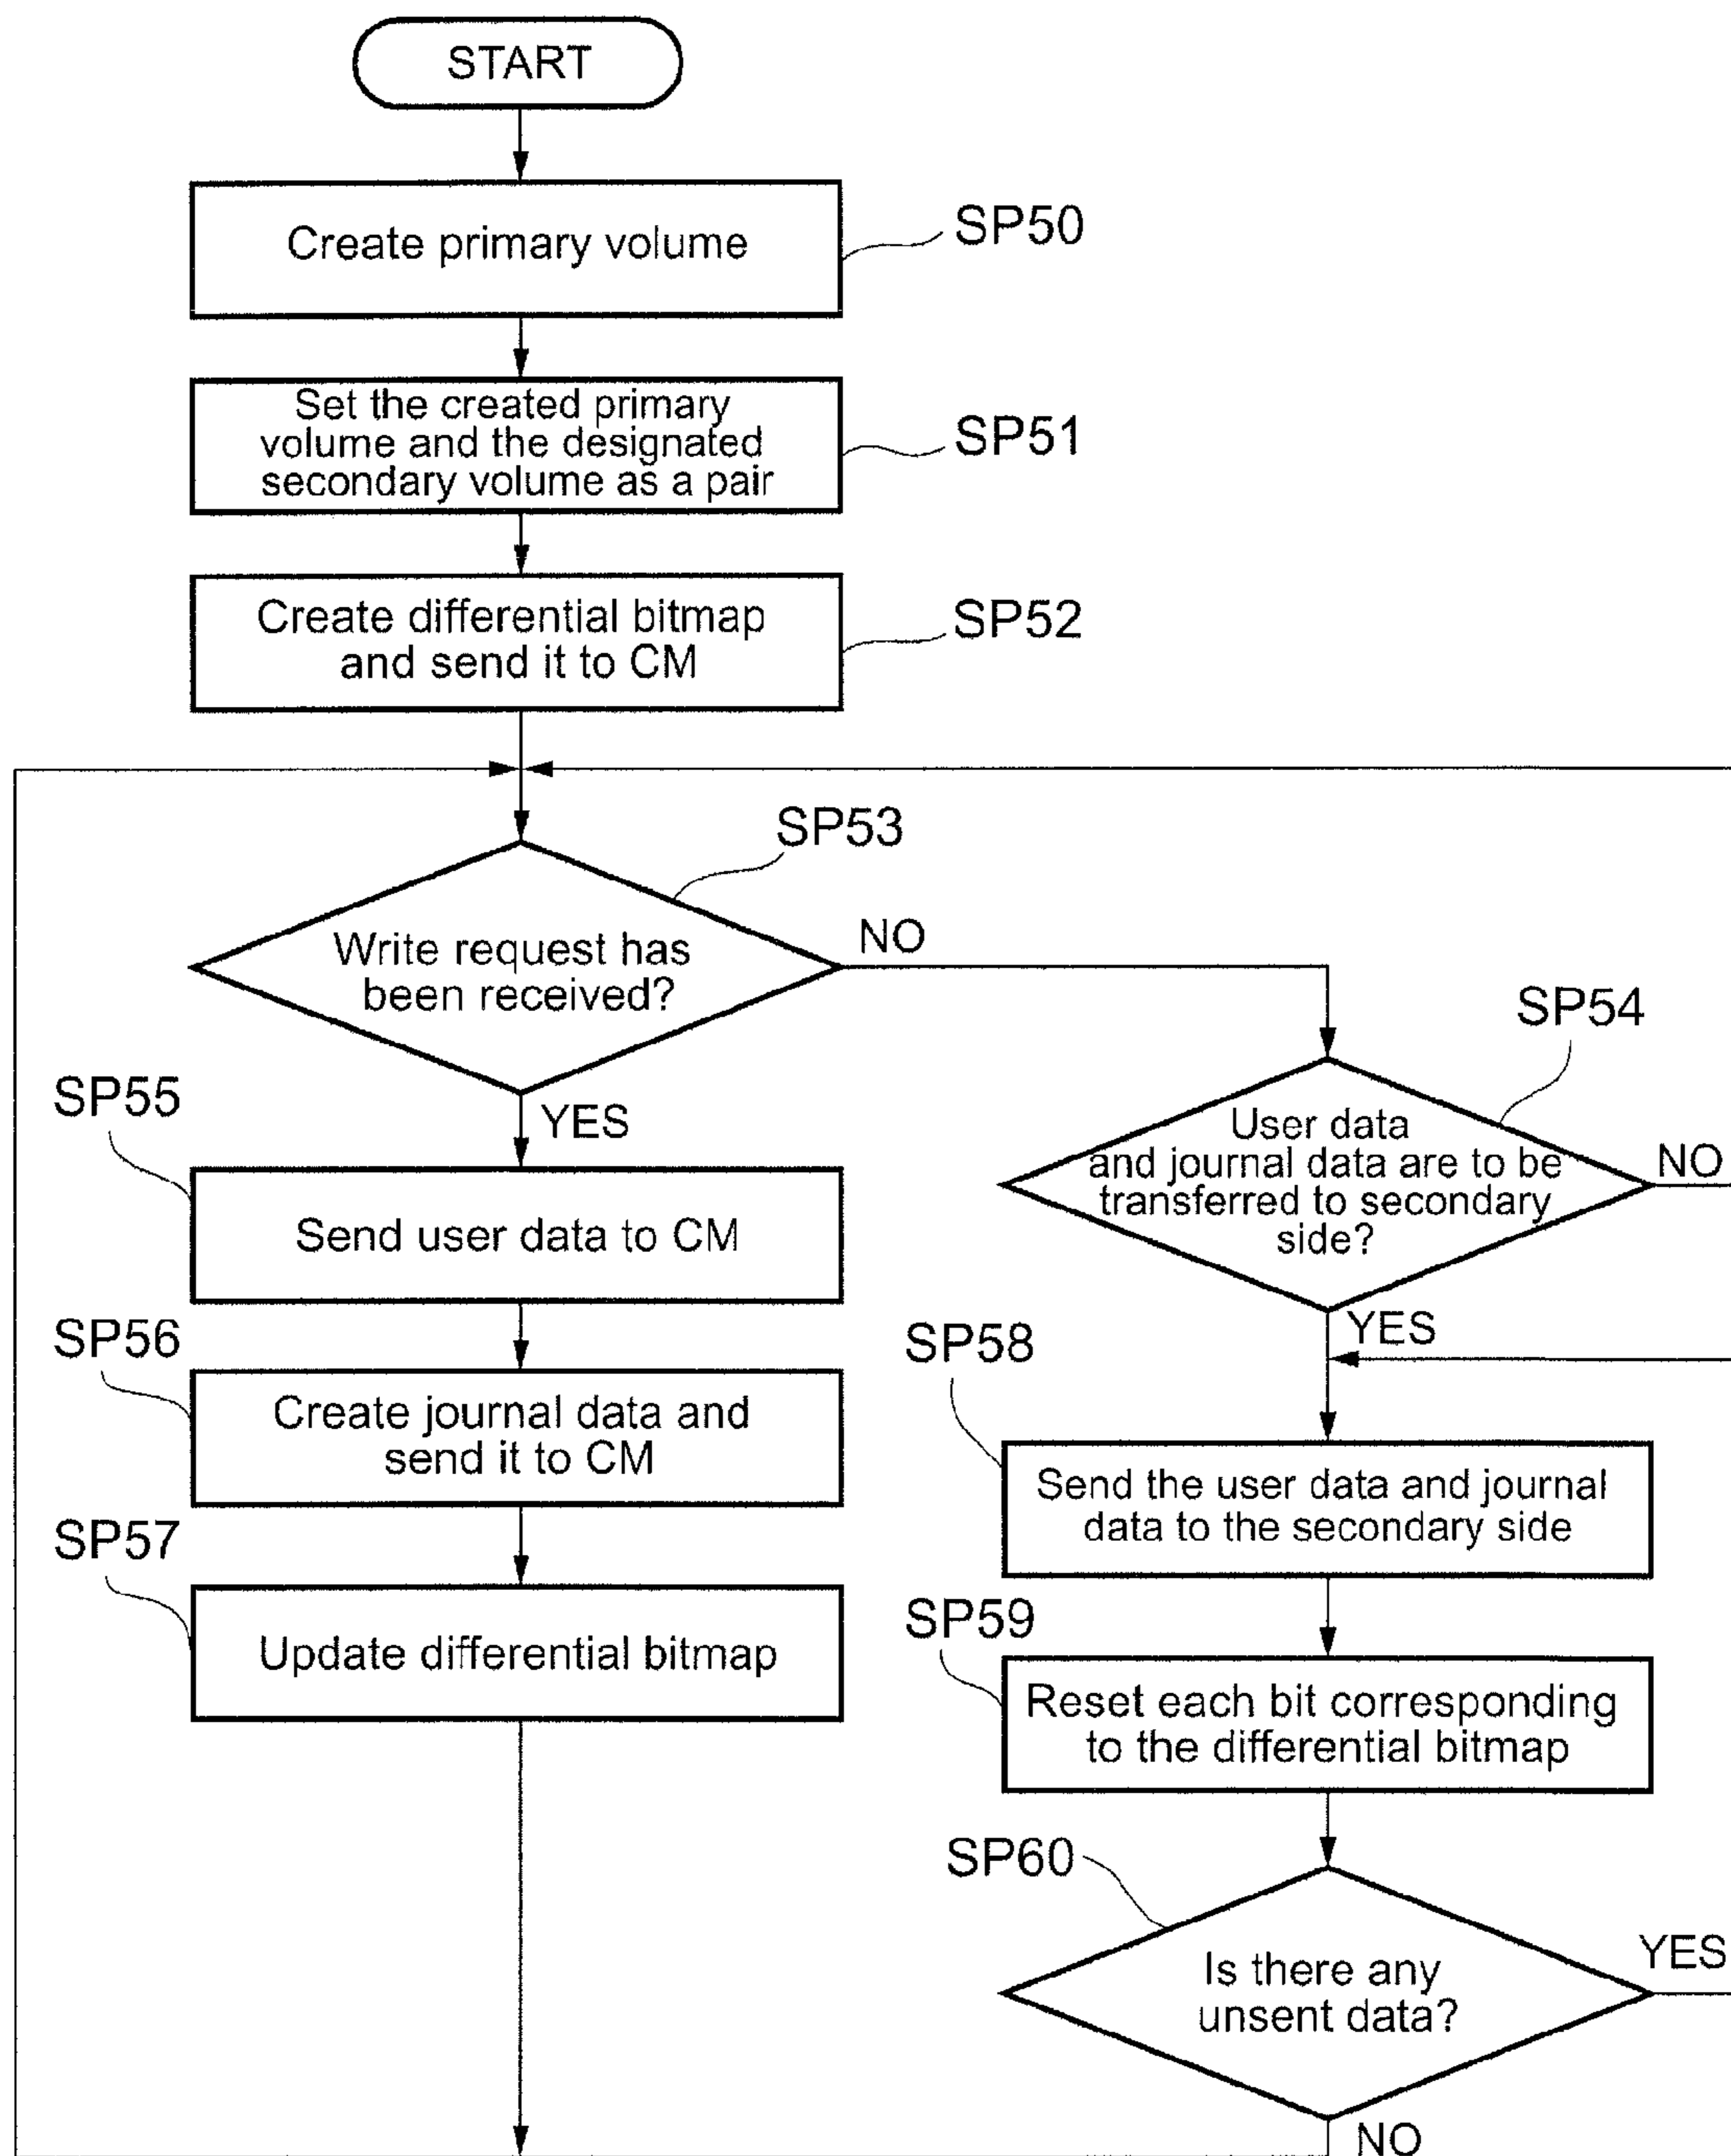 START
Create primary volume
SP50
Set the created primary
volume and the designated
secondary volume as a pair
SP51
Create differential bitmap
and send it to CM
SP52
SP53
Write request has
been received?
NO
YES
SP54
User data
and journal data are to be
transferred to secondary
side?
NO
YES
SP55
Send user data to CM
SP56
Create journal data and
send it to CM
SP57
Update differential bitmap
SP58
Send the user data and journal
data to the secondary side
SP59
Reset each bit corresponding
to the differential bitmap
SP60
Is there any
unsent data?
YES
NO